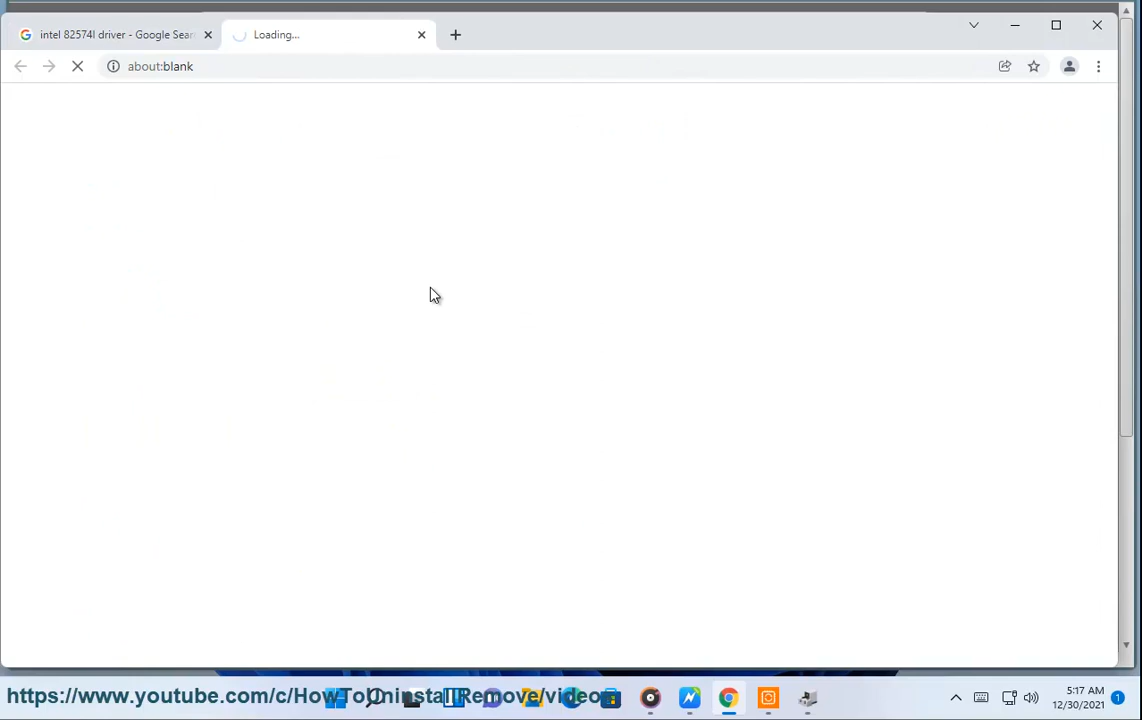 intel 82574l driver - Google Sear
Loading...
about:blank
5:17 AM
12/30/2021
1
https://www.youtube.com/c/HowToUninstallRemove/videos